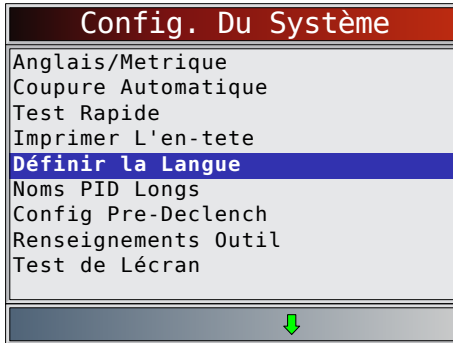 Config. Du Système
Anglais/Metrique
Coupure Automatique
Test Rapide
Imprimer L'en-tete
Définir la Langue
Noms PID Longs
Config Pre-Declench
Renseignements Outil
Test de Lécran